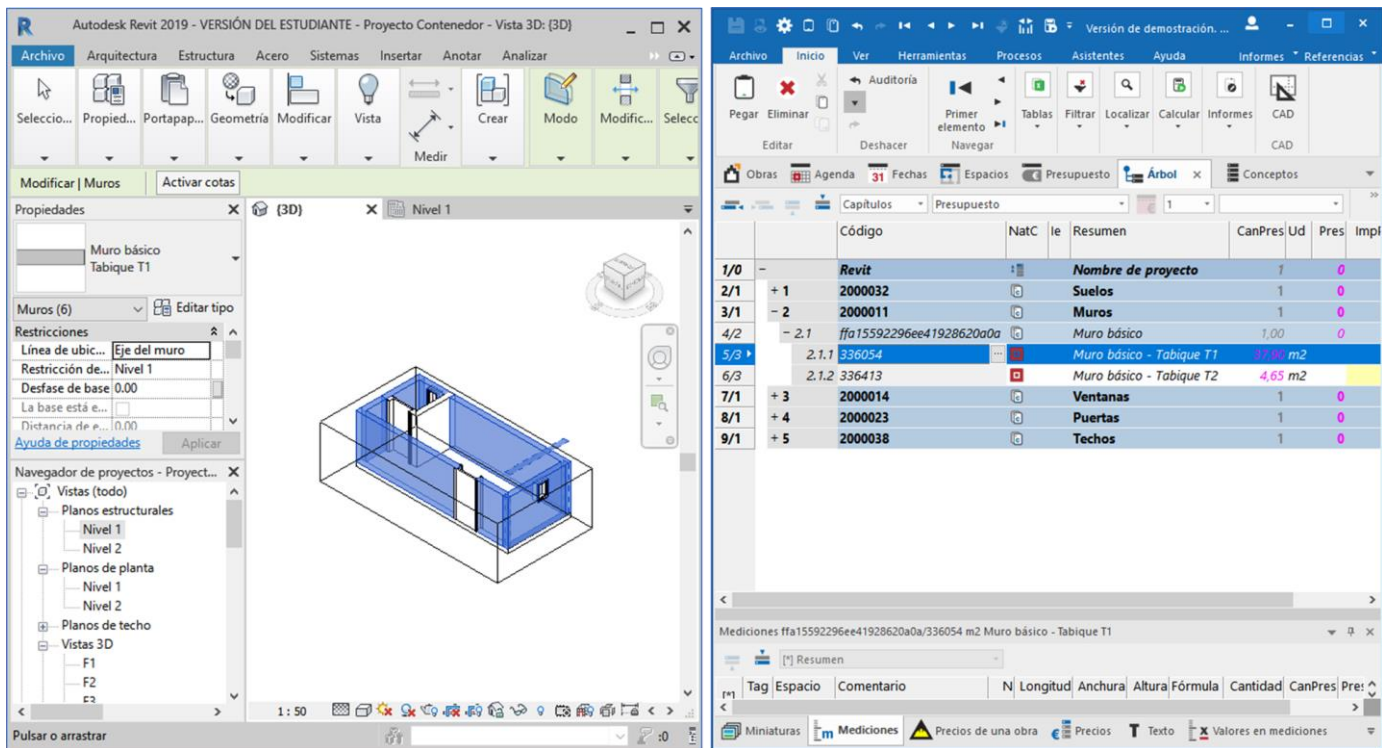 Autodesk Revit 2019 - VERSIÓN DEL ESTUDIANTE - Proyecto Contenedor - Vista 3D: {3D}
Archivo Arquitectura Estructura Acero Sistemas Insertar Anotar Analizar
Seleccio... Propied... Portapap... Geometría Modificar Vista Medir Crear Modo Modific... Selecc
Modificar | Muros Activar cotas
Propiedades
{3D} Nivel 1
Muro básico
Tabique T1
Muros (6) Editar tipo
Restricciones
Línea de ubic... Eje del muro
Restricción de... Nivel 1
Desfase de base 0.00
La base está e...
Distancia de e... 0.00
Ayuda de propiedades Aplicar
Navegador de proyectos - Proyect...
Vistas (todo)
Planos estructurales
Nivel 1
Nivel 2
Planos de planta
Nivel 1
Nivel 2
Planos de techo
Vistas 3D
F1
F2
F3
1 : 50
Pulsar o arrastrar
:0
Versión de demostración. ...
Archivo Inicio Ver Herramientas Procesos Asistentes Ayuda Informes Referencias
Auditoría
Pegar Eliminar Primer elemento Tablas Filtrar Localizar Calcular Informes CAD
Editar Deshacer Navegar CAD
Obras Agenda 31 Fechas Espacios Presupuesto Árbol Conceptos
Capítulos Presupuesto 1
Código NatC Ie Resumen CanPres Ud Pres ImpP
1/0 − Revit Nombre de proyecto 1 0
2/1 + 1 2000032 Suelos 1 0
3/1 − 2 2000011 Muros 1 0
4/2 − 2.1 ffa15592296ee41928620a0a Muro básico 1,00 0
5/3 2.1.1 336054 ... Muro básico - Tabique T1 m2
6/3 2.1.2 336413 Muro básico - Tabique T2 4,65 m2
7/1 + 3 2000014 Ventanas 1 0
8/1 + 4 2000023 Puertas 1 0
9/1 + 5 2000038 Techos 1 0
Mediciones ffa15592296ee41928620a0a/336054 m2 Muro básico - Tabique T1
[*] Resumen
[*] Tag Espacio Comentario N Longitud Anchura Altura Fórmula Cantidad CanPres Pres
Miniaturas Mediciones Precios de una obra Precios Texto Valores en mediciones